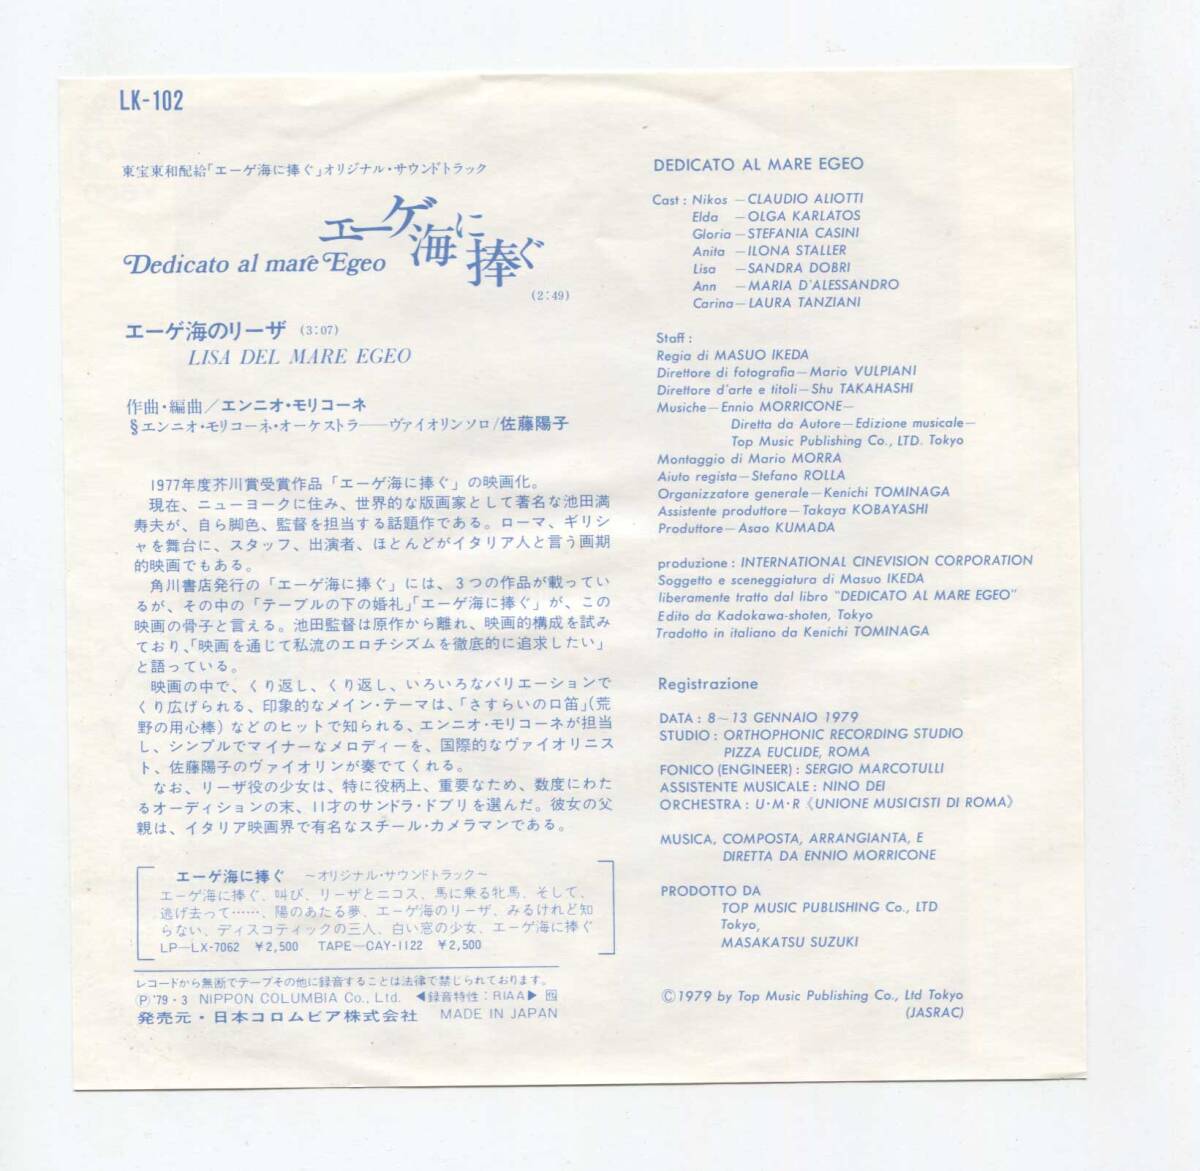 LK-102
東宝東和配給「エーゲ海に捧ぐ」オリジナル・サウンドトラック
エーゲ海に捧ぐ
Dedicato al mare Egeo
(2:49)
エーゲ海のリーザ (3:07)
LISA DEL MARE EGEO
作曲・編曲/エンニオ・モリコーネ
§エンニオ・モリコーネ・オーケストラ──ヴァイオリンソロ/佐藤陽子
1977年度芥川賞受賞作品「エーゲ海に捧ぐ」の映画化。
現在、ニューヨークに住み、世界的な版画家として著名な池田満
寿夫が、自ら脚色、監督を担当する話題作である。ローマ、ギリシ
ャを舞台に、スタッフ、出演者、ほとんどがイタリア人と言う画期
的映画でもある。
角川書店発行の「エーゲ海に捧ぐ」には、3つの作品が載ってい
るが、その中の「テーブルの下の婚礼」「エーゲ海に捧ぐ」が、この
映画の骨子と言える。池田監督は原作から離れ、映画的構成を試み
ており、「映画を通じて私流のエロチシズムを徹底的に追求したい」
と語っている。
映画の中で、くり返し、くり返し、いろいろなバリエーションで
くり広げられる、印象的なメイン・テーマは、「さすらいの口笛」(荒
野の用心棒)などのヒットで知られる、エンニオ・モリコーネが担当
し、シンプルでマイナーなメロディーを、国際的なヴァイオリニス
ト、佐藤陽子のヴァイオリンが奏でてくれる。
なお、リーザ役の少女は、特に役柄上、重要なため、数度にわた
るオーディションの末、11才のサンドラ・ドブリを選んだ。彼女の父
親は、イタリア映画界で有名なスチール・カメラマンである。
エーゲ海に捧ぐ ～オリジナル・サウンドトラック～
エーゲ海に捧ぐ、叫び、リーザとニコス、馬に乗る牝馬、そして、
逃げ去って……、陽のあたる夢、エーゲ海のリーザ、みるけれど知
らない、ディスコティックの三人、白い窓の少女、エーゲ海に捧ぐ
LP—LX-7062 ¥2,500 TAPE—CAY-1122 ¥2,500
レコードから無断でテープその他に録音することは法律で禁じられております。
Ⓟ'79・3 NIPPON COLUMBIA Co., Ltd. ◀録音特性：RIAA▶
発売元・日本コロムビア株式会社 MADE IN JAPAN
DEDICATO AL MARE EGEO
Cast : Nikos — CLAUDIO ALIOTTI
Elda — OLGA KARLATOS
Gloria — STEFANIA CASINI
Anita — ILONA STALLER
Lisa — SANDRA DOBRI
Ann — MARIA D'ALESSANDRO
Carina — LAURA TANZIANI
Staff :
Regia di MASUO IKEDA
Direttore di fotografia — Mario VULPIANI
Direttore d'arte e titoli — Shu TAKAHASHI
Musiche — Ennio MORRICONE —
Diretta da Autore — Edizione musicale —
Top Music Publishing Co., LTD. Tokyo
Montaggio di Mario MORRA
Aiuto regista — Stefano ROLLA
Organizzatore generale — Kenichi TOMINAGA
Assistente produttore — Takaya KOBAYASHI
Produttore — Asao KUMADA
produzione : INTERNATIONAL CINEVISION CORPORATION
Soggetto e sceneggiatura di Masuo IKEDA
liberamente tratto dal libro "DEDICATO AL MARE EGEO"
Edito da Kadokawa-shoten, Tokyo
Tradotto in italiano da Kenichi TOMINAGA
Registrazione
DATA : 8～13 GENNAIO 1979
STUDIO : ORTHOPHONIC RECORDING STUDIO
PIZZA EUCLIDE, ROMA
FONICO (ENGINEER) : SERGIO MARCOTULLI
ASSISTENTE MUSICALE : NINO DEI
ORCHESTRA : U・M・R《UNIONE MUSICISTI DI ROMA》
MUSICA, COMPOSTA, ARRANGIANTA, E
DIRETTA DA ENNIO MORRICONE
PRODOTTO DA
TOP MUSIC PUBLISHING Co., LTD
Tokyo,
MASAKATSU SUZUKI
©1979 by Top Music Publishing Co., Ltd Tokyo
(JASRAC)